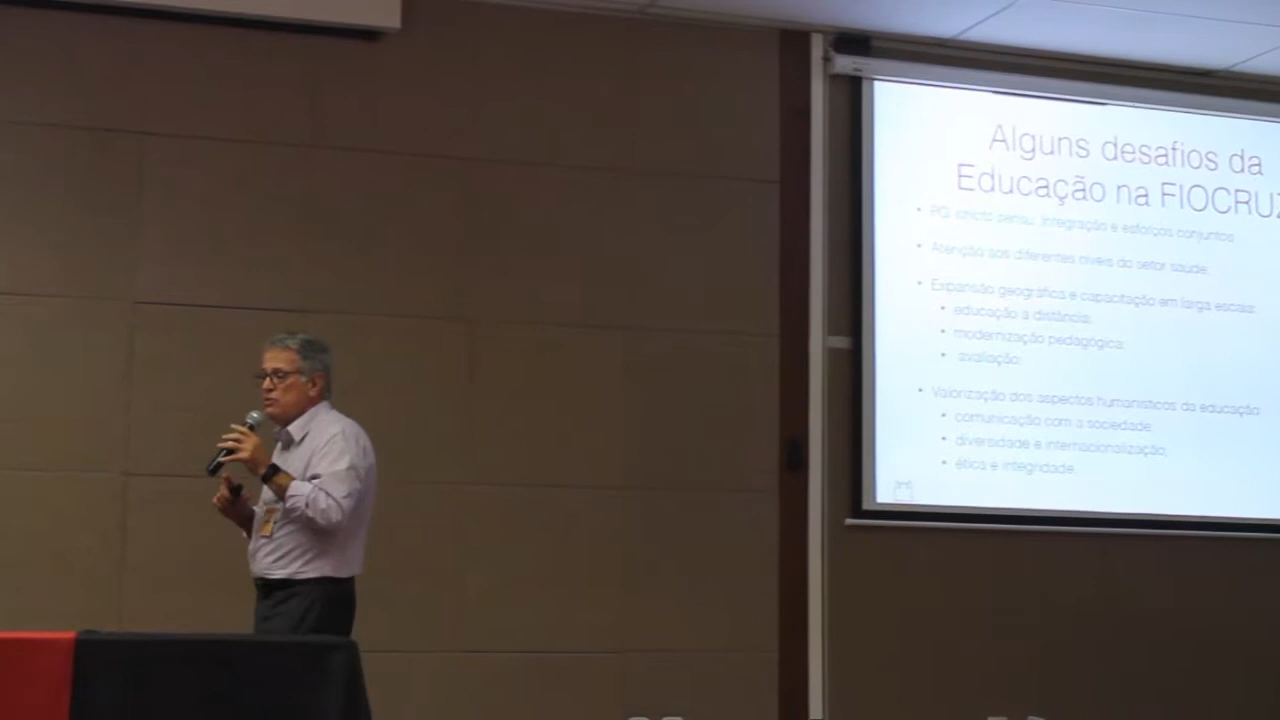 Alguns desafios da
Educação na FIOCRUZ
• PG stricto sensu: integração e esforços conjuntos
• Atenção aos diferentes níveis do setor saúde;
• Expansão geográfica e capacitação em larga escala:
• educação a distância;
• modernização pedagógica;
• avaliação;
• Valorização dos aspectos humanísticos da educação
• comunicação com a sociedade
• diversidade e internacionalização;
• ética e integridade